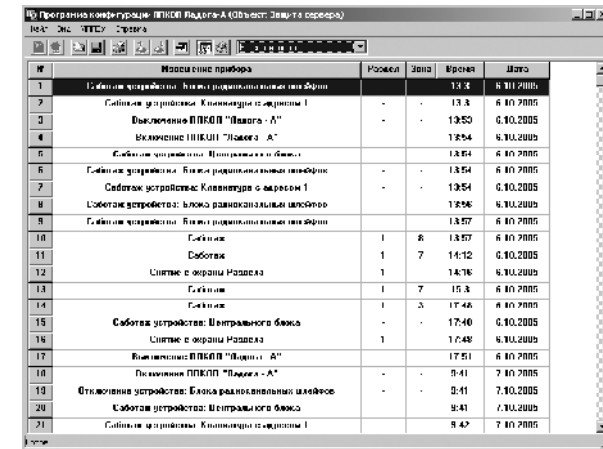 Программа конфигурации ППКОП Ладога-А (Объект: Защита сервера)
Файл Вид ППКОП Справка
№ Извещение прибора Раздел Зона Время Дата
1 Саботаж устройства: Блока радиоканальных шлейфов - - 6.10.2005
2 Саботаж устройства: Клавиатура с адресом 1 - - 6.10.2005
3 Выключение ППКОП "Ладога - А" - - 13:53 6.10.2005
4 Включение ППКОП "Ладога - А" 13:54 6.10.2005
5 Саботаж устройства: Центрального блока 13:54 6.10.2005
6 Саботаж устройства: Блока радиоканальных шлейфов - - 13:54 6.10.2005
7 Саботаж устройства: Клавиатура с адресом 1 - - 13:54 6.10.2005
8 Саботаж устройства: Блока радиоканальных шлейфов 13:56 6.10.2005
9 Саботаж устройства: Блока радиоканальных шлейфов 13:57 6.10.2005
10 Саботаж 1 8 13:57 6.10.2005
11 Саботаж 1 7 14:12 6.10.2005
12 Снятие с охраны Раздела 1 14:16 6.10.2005
13 Саботаж 1 7 6.10.2005
14 Саботаж 1 3 17:48 6.10.2005
15 Саботаж устройства: Центрального блока - - 17:48 6.10.2005
16 Снятие с охраны Раздела 1 - 17:48 6.10.2005
17 Выключение ППКОП "Ладога - А" 17:51 6.10.2005
18 Включение ППКОП "Ладога - А" - - 9:41 7.10.2005
19 Отключение устройства: Блока радиоканальных шлейфов - - 9:41 7.10.2005
20 Саботаж устройства: Центрального блока - - 9:41 7.10.2005
21 Саботаж устройства: Клавиатура с адресом 1 - - 9:42 7.10.2005
Готов